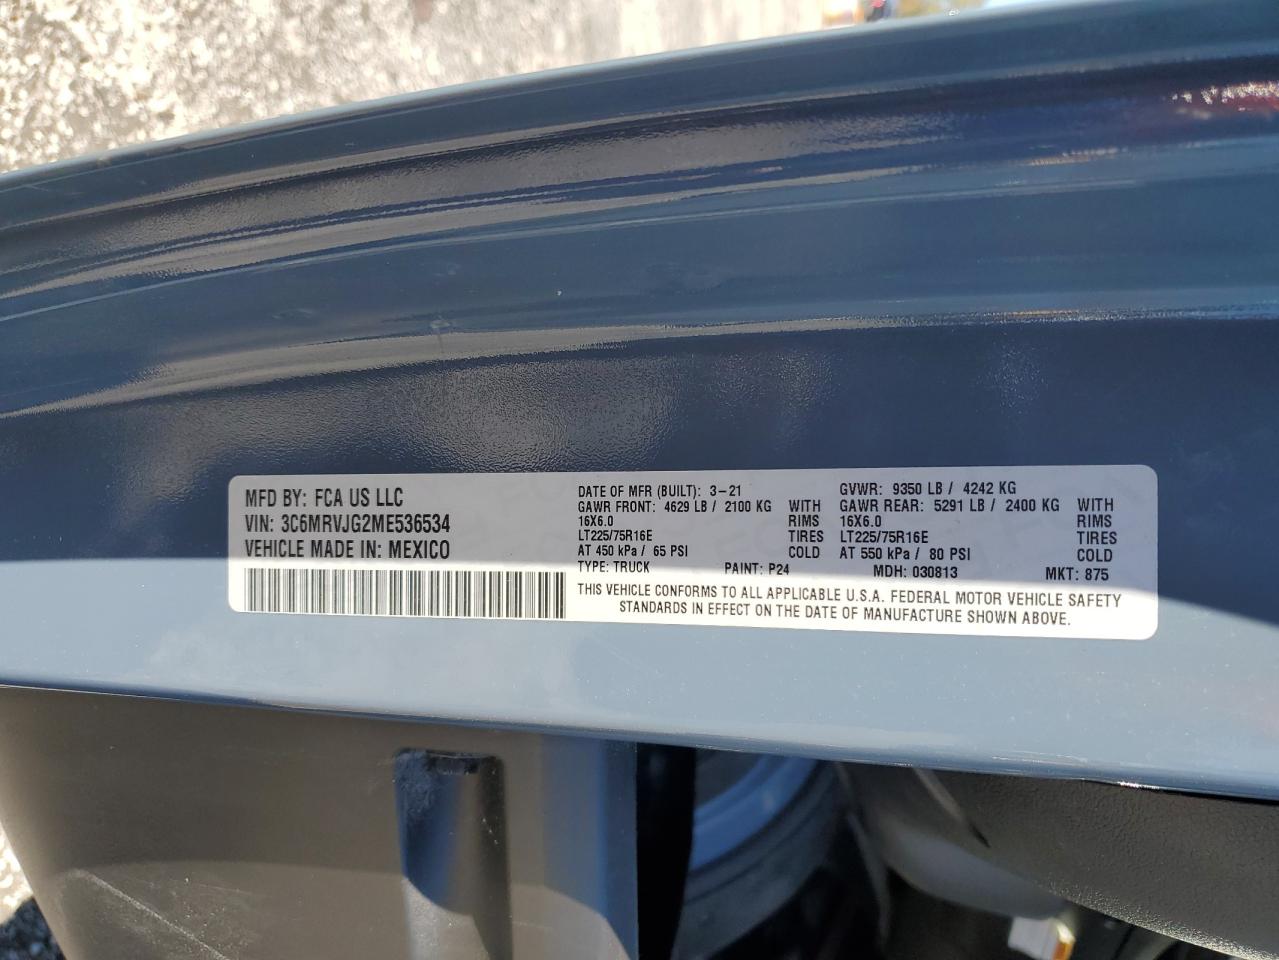 MFD BY: FCA US LLC
VIN: 3C6MRVJG2ME536534
VEHICLE MADE IN: MEXICO
DATE OF MFR (BUILT): 3-21
GAWR FRONT: 4629 LB / 2100 KG WITH
16X6.0 RIMS
LT225/75R16E TIRES
AT 450 kPa / 65 PSI COLD
TYPE: TRUCK PAINT: P24
GVWR: 9350 LB / 4242 KG
GAWR REAR: 5291 LB / 2400 KG WITH
16X6.0 RIMS
LT225/75R16E TIRES
AT 550 kPa / 80 PSI COLD
MDH: 030813 MKT: 875
THIS VEHICLE CONFORMS TO ALL APPLICABLE U.S.A. FEDERAL MOTOR VEHICLE SAFETY
STANDARDS IN EFFECT ON THE DATE OF MANUFACTURE SHOWN ABOVE.